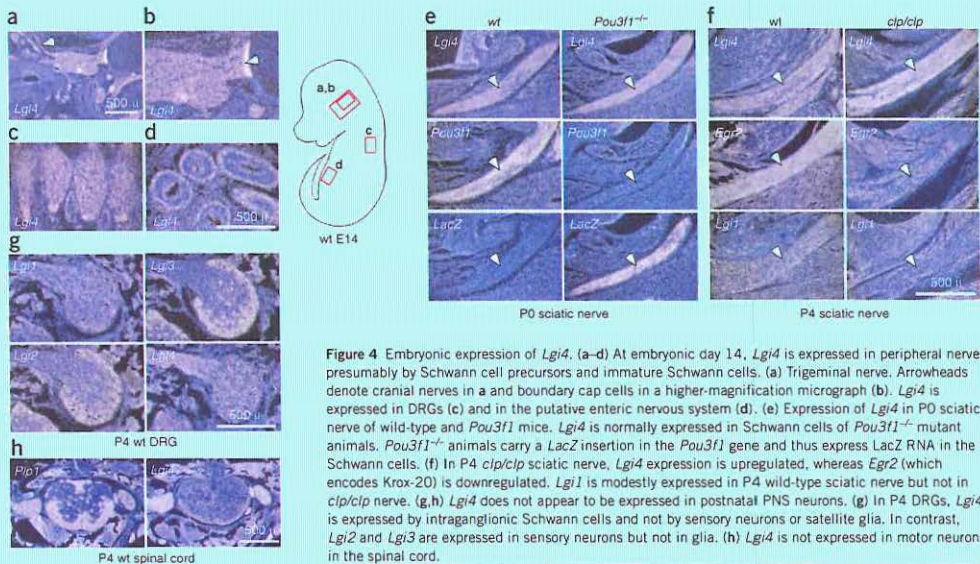 a
b
Lgi4
500 µ
Lgi4
c
d
Lgi4
Lgi4
500 µ
a,b
c
d
wt E14
g
Lgi1
Lgi3
Lgi2
500 µ
P4 wt DRG
h
Plp1
P4 wt spinal cord
e
wt
Pou3f1–/–
Lgi4
Lgi4
Pou3f1
Pou3f1
LacZ
LacZ
P0 sciatic nerve
f
wt
clp/clp
Lgi4
Lgi4
Egr2
Egr2
Lgi1
Lgi1
500 µ
P4 sciatic nerve
Figure 4 Embryonic expression of Lgi4. (a–d) At embryonic day 14, Lgi4 is expressed in peripheral nerve
presumably by Schwann cell precursors and immature Schwann cells. (a) Trigeminal nerve. Arrowheads
denote cranial nerves in a and boundary cap cells in a higher-magnification micrograph (b). Lgi4 is
expressed in DRGs (c) and in the putative enteric nervous system (d). (e) Expression of Lgi4 in P0 sciatic
nerve of wild-type and Pou3f1 mice. Lgi4 is normally expressed in Schwann cells of Pou3f1–/– mutant
animals. Pou3f1–/– animals carry a LacZ insertion in the Pou3f1 gene and thus express LacZ RNA in the
Schwann cells. (f) In P4 clp/clp sciatic nerve, Lgi4 expression is upregulated, whereas Egr2 (which
encodes Krox-20) is downregulated. Lgi1 is modestly expressed in P4 wild-type sciatic nerve but not in
clp/clp nerve. (g,h) Lgi4 does not appear to be expressed in postnatal PNS neurons. (g) In P4 DRGs, Lgi4
is expressed by intraganglionic Schwann cells and not by sensory neurons or satellite glia. In contrast,
Lgi2 and Lgi3 are expressed in sensory neurons but not in glia. (h) Lgi4 is not expressed in motor neuron
in the spinal cord.